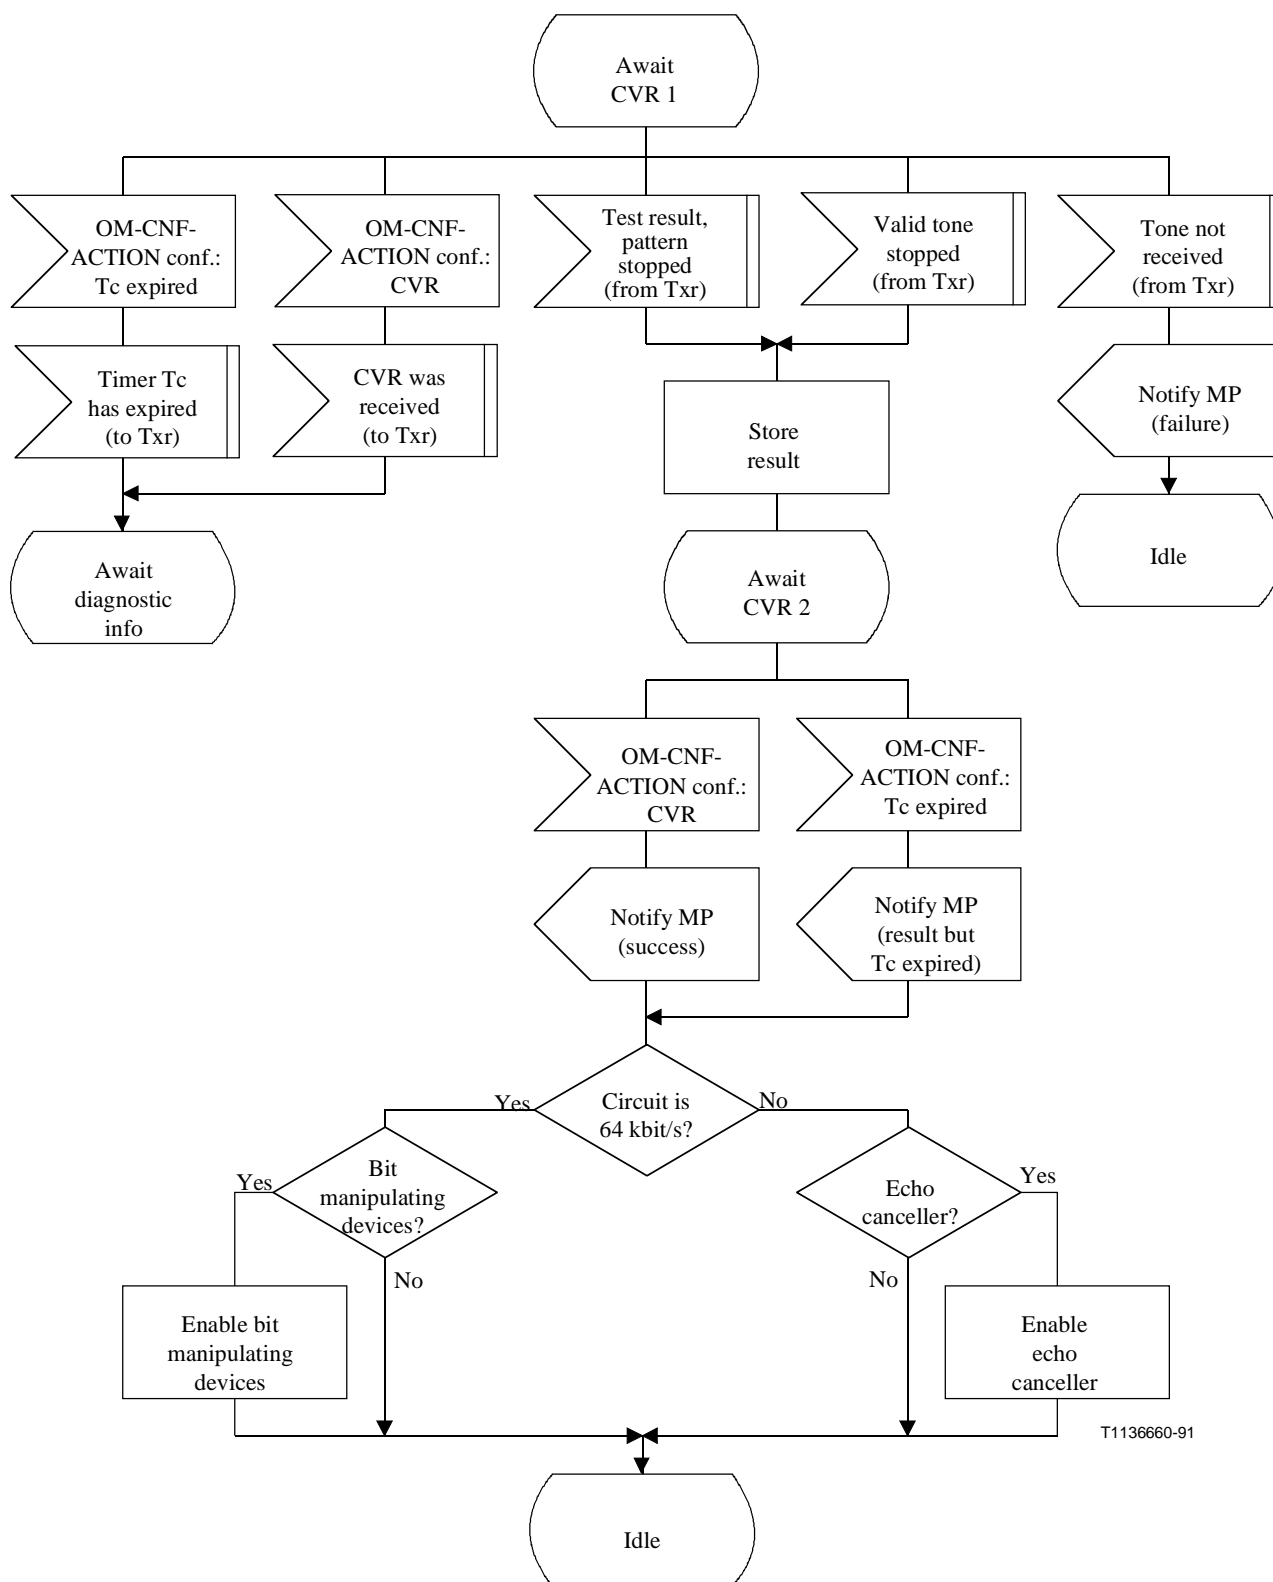 Await
CVR 1
OM-CNF-
ACTION conf.:
Tc expired
OM-CNF-
ACTION conf.:
CVR
Test result,
pattern
stopped
(from Txr)
Valid tone
stopped
(from Txr)
Tone not
received
(from Txr)
Timer Tc
has expired
(to Txr)
CVR was
received
(to Txr)
Notify MP
(failure)
Store
result
Await
diagnostic
info
Await
CVR 2
Idle
OM-CNF-
ACTION conf.:
CVR
OM-CNF-
ACTION conf.:
Tc expired
Notify MP
(success)
Notify MP
(result but
Tc expired)
Yes
Circuit is
64 kbit/s?
No
Yes
Bit
manipulating
devices?
No
Echo
canceller?
Yes
No
Enable bit
manipulating
devices
Enable
echo
canceller
T1136660-91
Idle